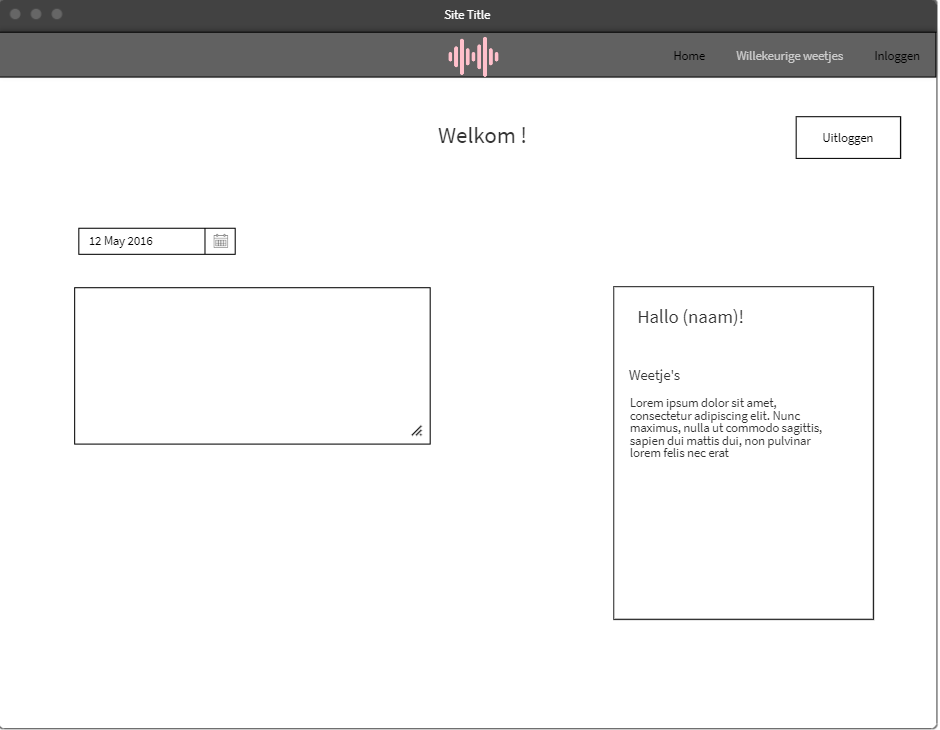 Site Title
Home
Willekeurige weetjes
Inloggen
Welkom !
Uitloggen
12 May 2016
Hallo (naam)!
Weetje's
Lorem ipsum dolor sit amet,
consectetur adipiscing elit. Nunc
maximus, nulla ut commodo sagittis,
sapien dui mattis dui, non pulvinar
lorem felis nec erat